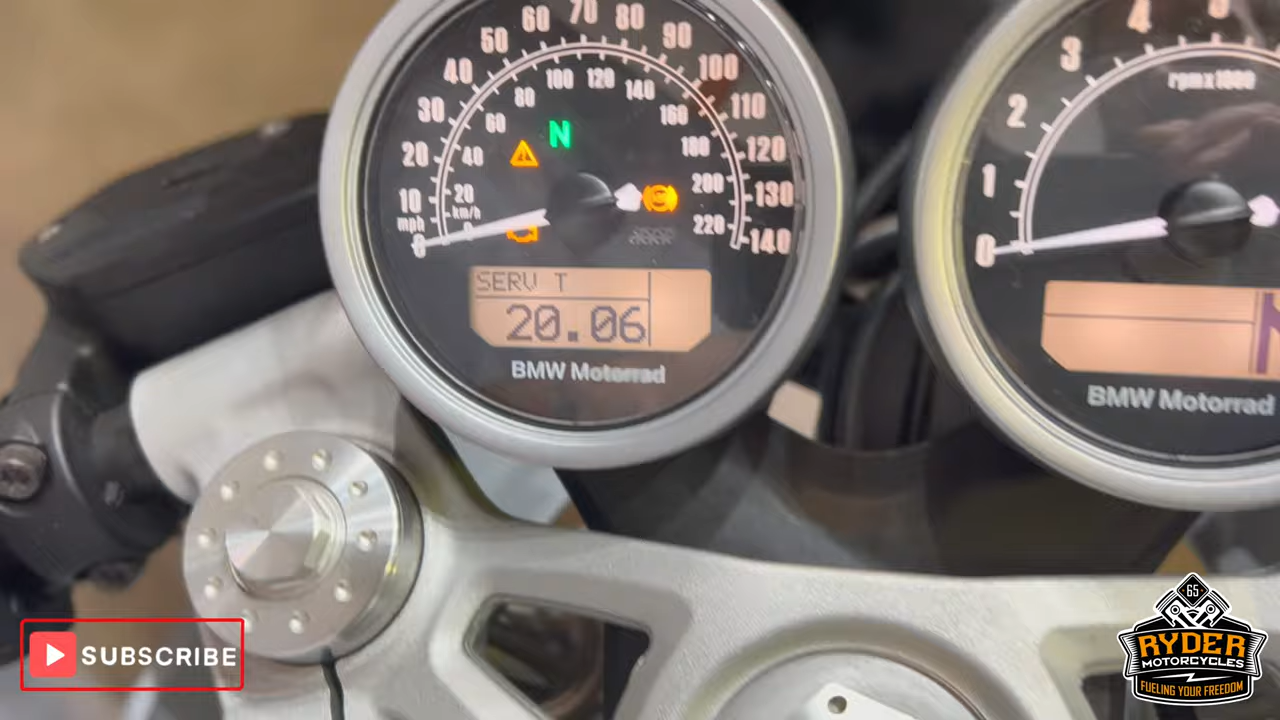 60 70 80
50 90
40 100
30 110
20 120
10 130
mph 0 140
100 120
80 140
60 160
40 180
20 200
km/h 220
N
SERV T
20.06
BMW Motorrad
4
3
2
1
0
rpm x 1000
N
BMW Motorrad
SUBSCRIBE
65
RYDER
MOTORCYCLES
FUELING YOUR FREEDOM